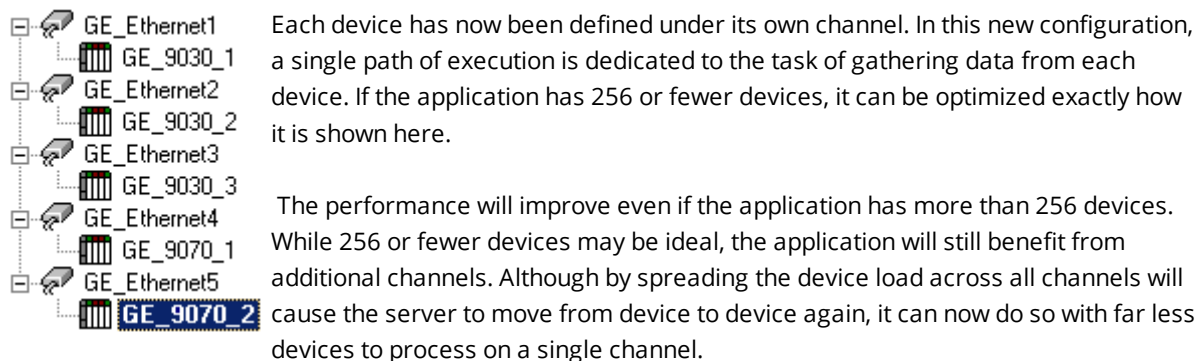 GE_Ethernet1
GE_9030_1
GE_Ethernet2
GE_9030_2
GE_Ethernet3
GE_9030_3
GE_Ethernet4
GE_9070_1
GE_Ethernet5
GE_9070_2
Each device has now been defined under its own channel. In this new configuration,
a single path of execution is dedicated to the task of gathering data from each
device. If the application has 256 or fewer devices, it can be optimized exactly how
it is shown here.
The performance will improve even if the application has more than 256 devices.
While 256 or fewer devices may be ideal, the application will still benefit from
additional channels. Although by spreading the device load across all channels will
cause the server to move from device to device again, it can now do so with far less
devices to process on a single channel.